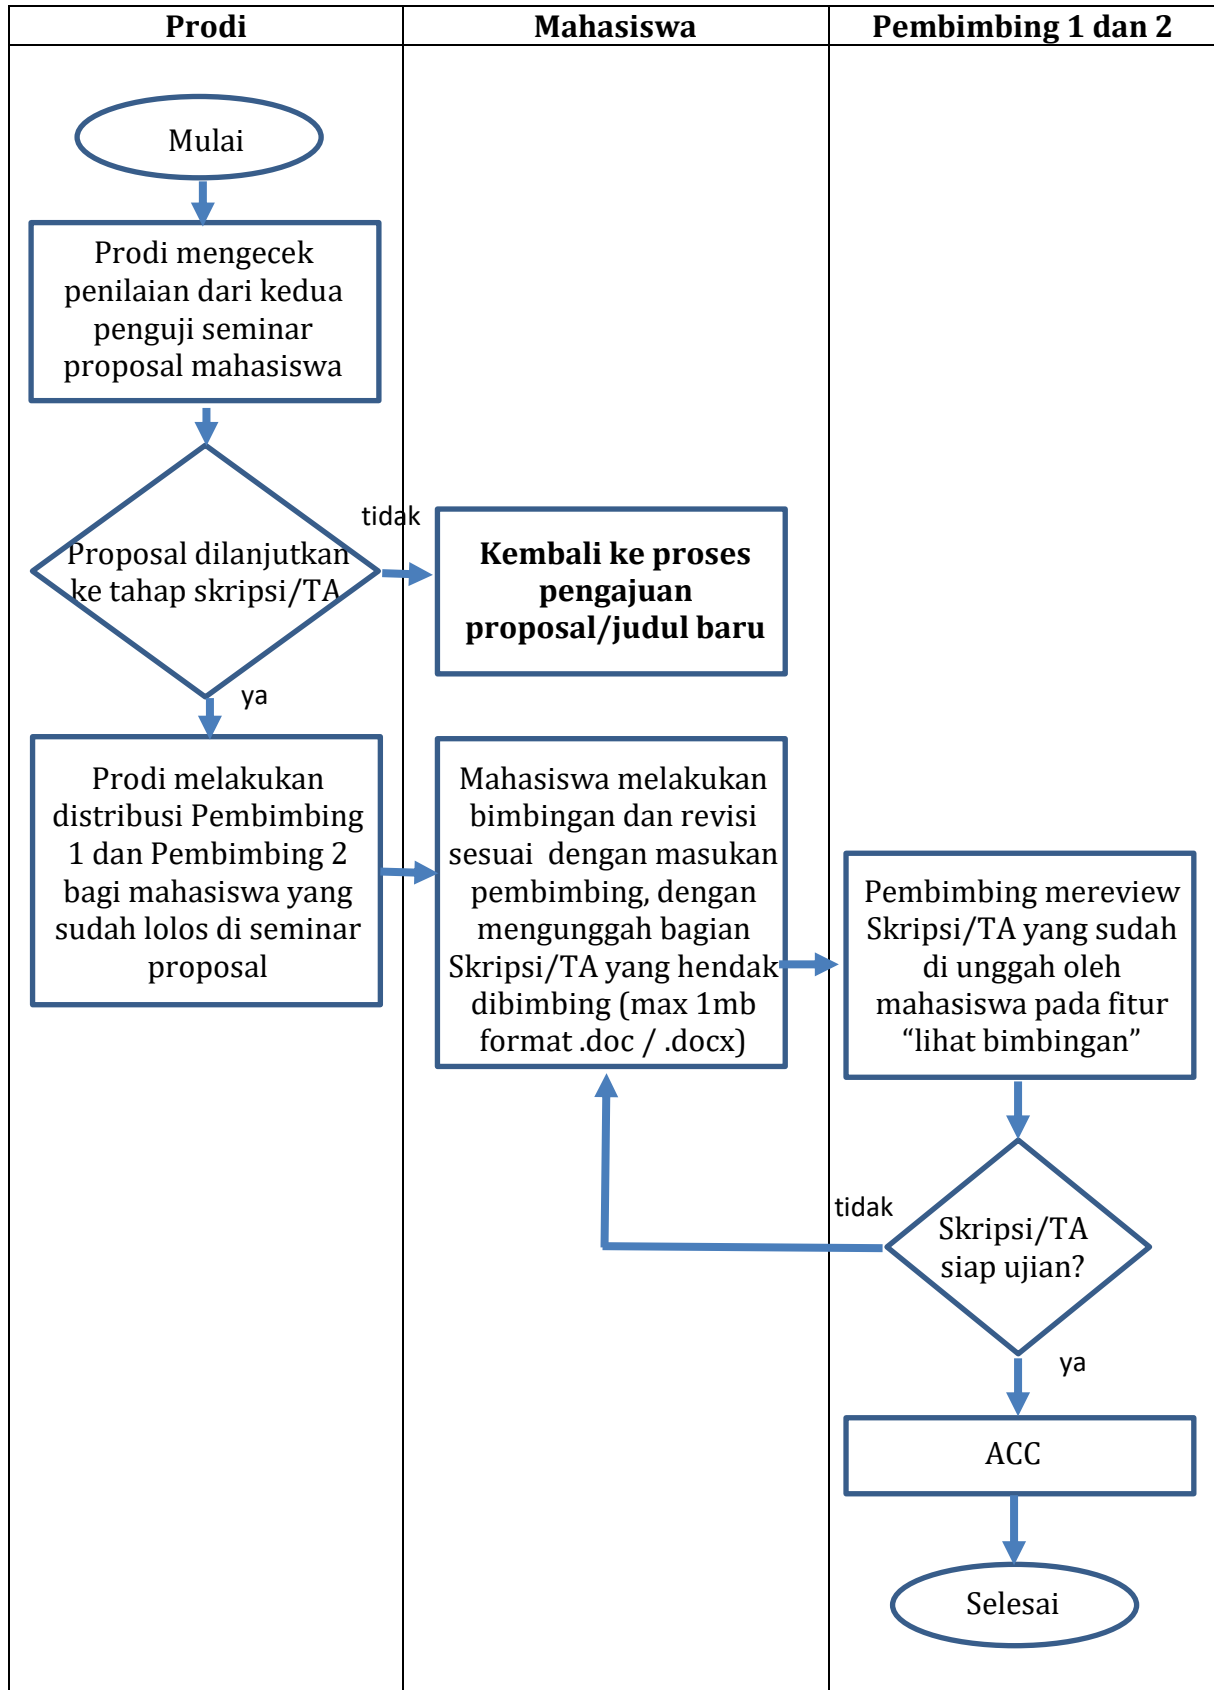 Prodi
Mahasiswa
Pembimbing 1 dan 2
Mulai
Prodi mengecek
penilaian dari kedua
penguji seminar
proposal mahasiswa
Proposal dilanjutkan
ke tahap skripsi/TA
tidak
Kembali ke proses
pengajuan
proposal/judul baru
ya
Prodi melakukan
distribusi Pembimbing
1 dan Pembimbing 2
bagi mahasiswa yang
sudah lolos di seminar
proposal
Mahasiswa melakukan
bimbingan dan revisi
sesuai  dengan masukan
pembimbing, dengan
mengunggah bagian
Skripsi/TA yang hendak
dibimbing (max 1mb
format .doc / .docx)
Pembimbing mereview
Skripsi/TA yang sudah
di unggah oleh
mahasiswa pada fitur
“lihat bimbingan”
tidak
Skripsi/TA
siap ujian?
ya
ACC
Selesai